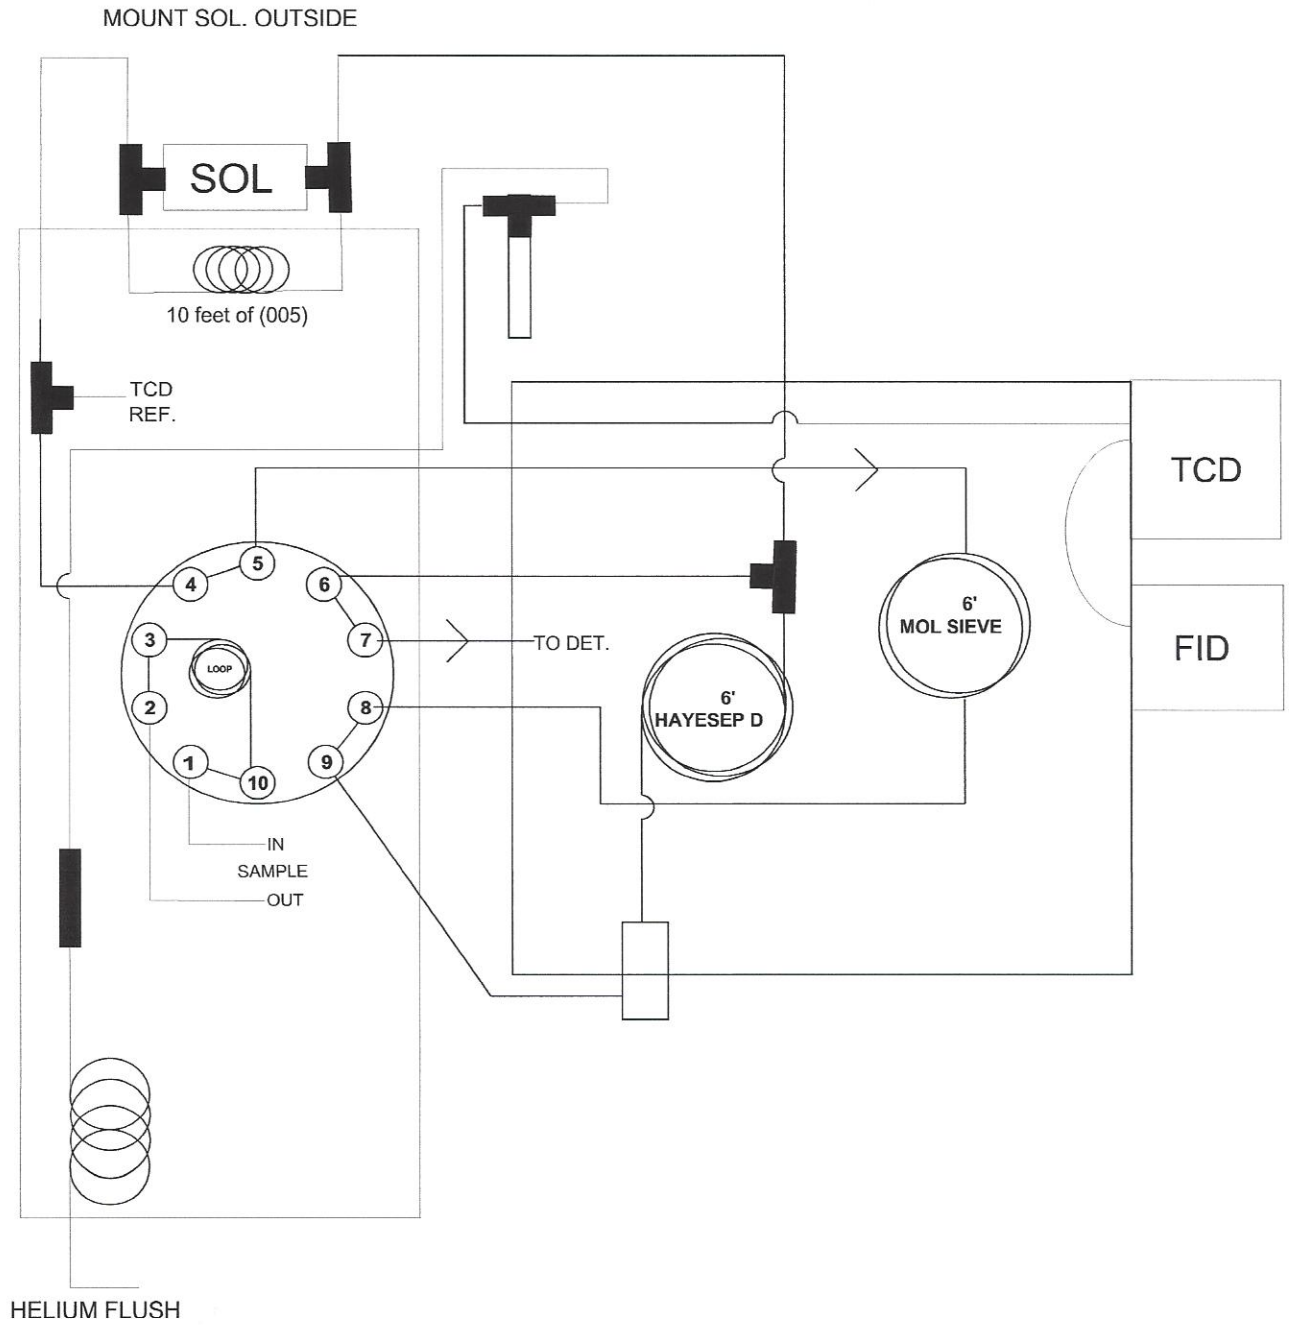 MOUNT SOL. OUTSIDE
SOL
10 feet of (005)
TCD
REF.
TCD
5
4
6
6'
MOL SIEVE
3
LOOP
7
TO DET.
FID
2
8
6'
HAYESEP D
1
9
10
IN
SAMPLE
OUT
HELIUM FLUSH